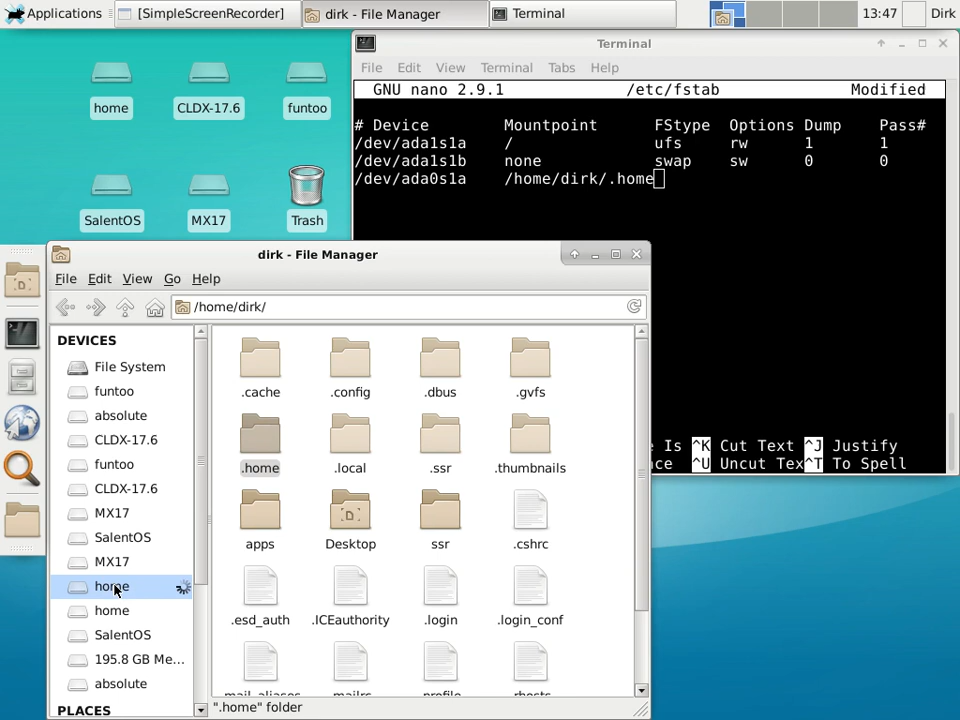 Applications
[SimpleScreenRecorder]
dirk - File Manager
Terminal
13:47
Dirk
home
CLDX-17.6
funtoo
SalentOS
MX17
Trash
Terminal
File Edit View Terminal Tabs Help
GNU nano 2.9.1 /etc/fstab Modified
# Device Mountpoint FStype Options Dump Pass#
/dev/ada1s1a / ufs rw 1 1
/dev/ada1s1b none swap sw 0 0
/dev/ada0s1a /home/dirk/.home
e Is ^K Cut Text ^J Justify
nce ^U Uncut Tex^T To Spell
dirk - File Manager
File Edit View Go Help
/home/dirk/
DEVICES
File System
funtoo
absolute
CLDX-17.6
funtoo
CLDX-17.6
MX17
SalentOS
MX17
home
home
SalentOS
195.8 GB Me...
absolute
PLACES
.cache .config .dbus .gvfs
.home .local .ssr .thumbnails
apps Desktop ssr .cshrc
.esd_auth .ICEauthority .login .login_conf
".home" folder